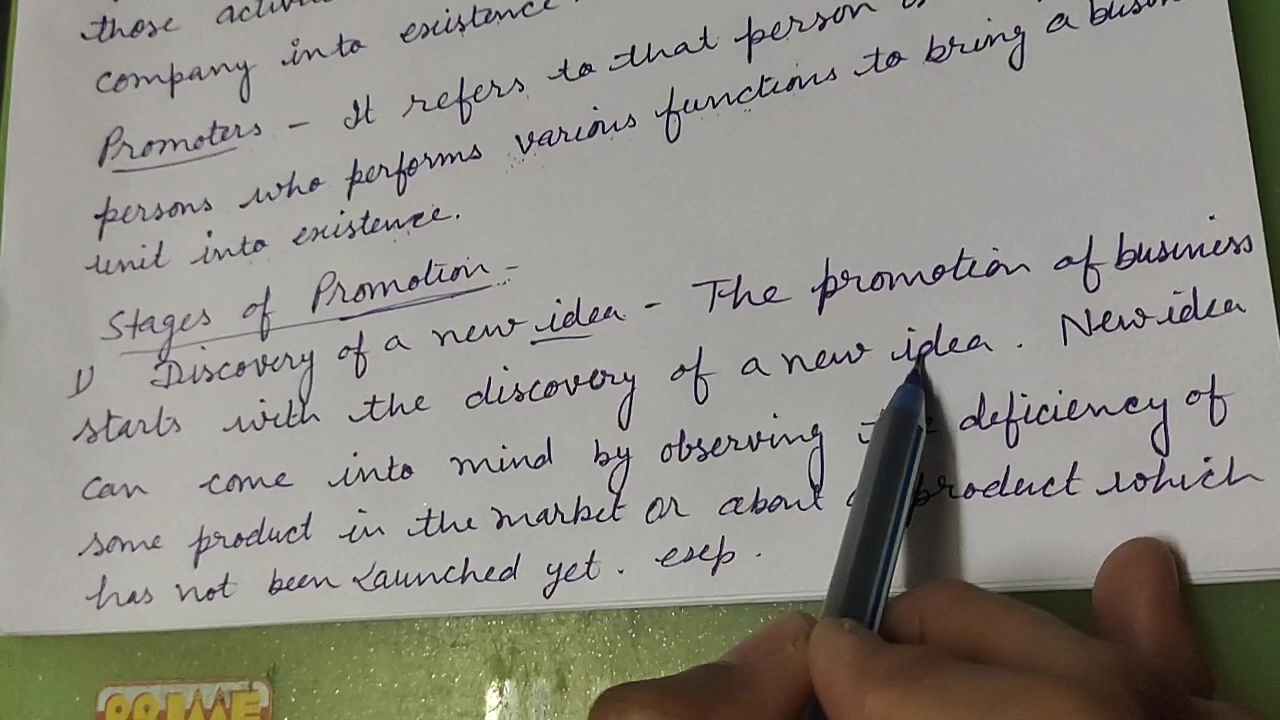 those
company into existence
Promoters - It refers to that person
persons who performs various functions to bring a busin
unit into existence.
Stages of Promotion -
1) Discovery of a new idea - The promotion of business
starts with the discovery of a new idea. New idea
can come into mind by observing deficiency of
some product in the market or about product which
has not been Launched yet.
PRIME